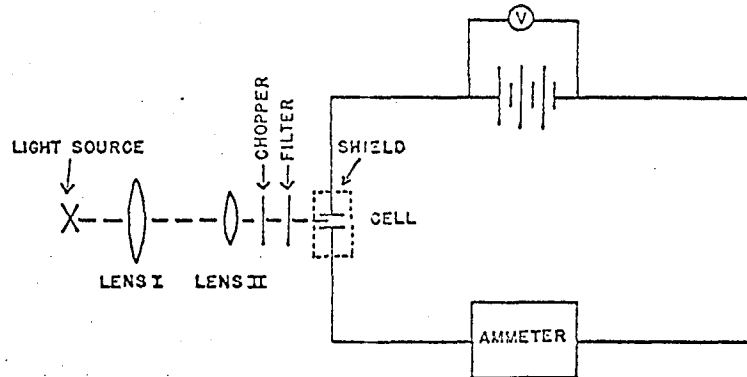 V
CHOPPER
FILTER
LIGHT SOURCE
SHIELD
CELL
LENS I
LENS II
AMMETER